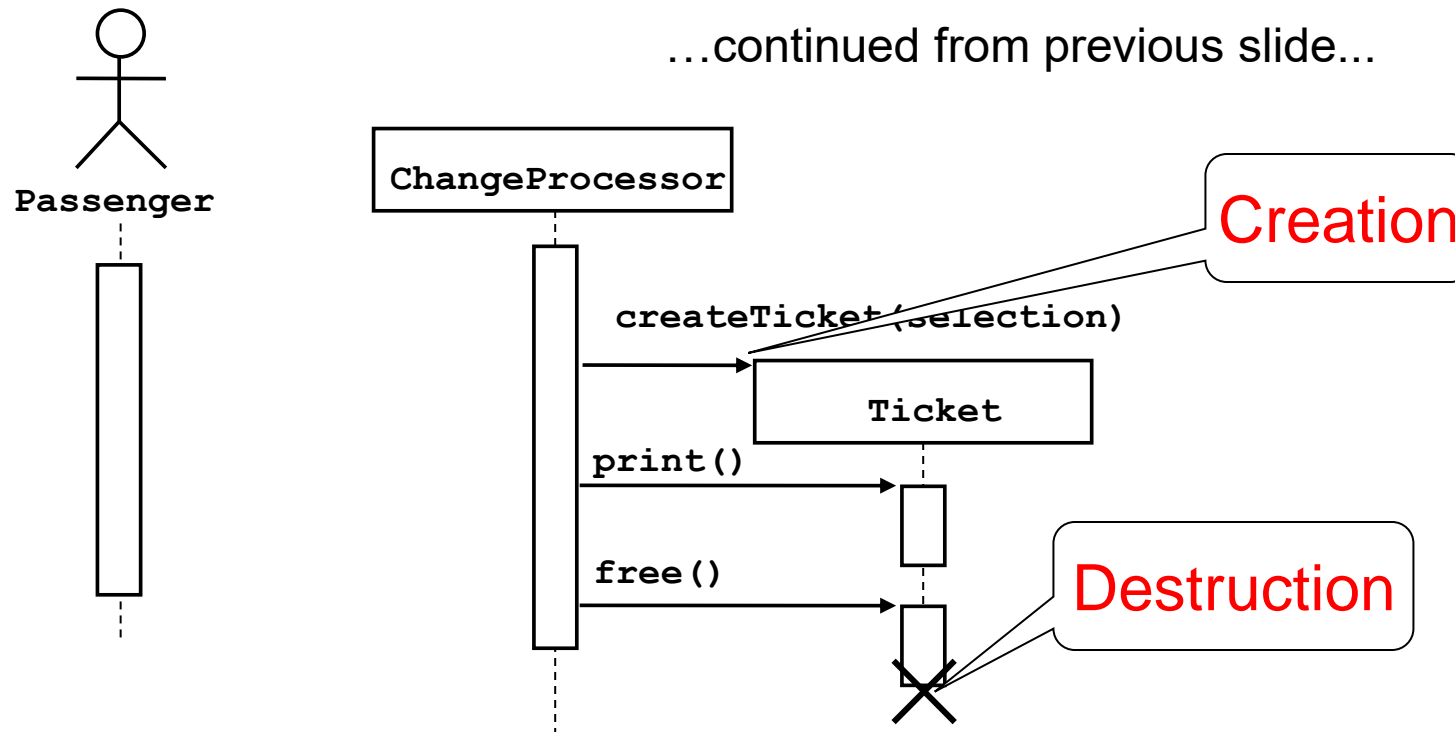 …continued from previous slide...
ChangeProcessor
Passenger
Creation
createTicket(selection)
Ticket
print()
free()
Destruction